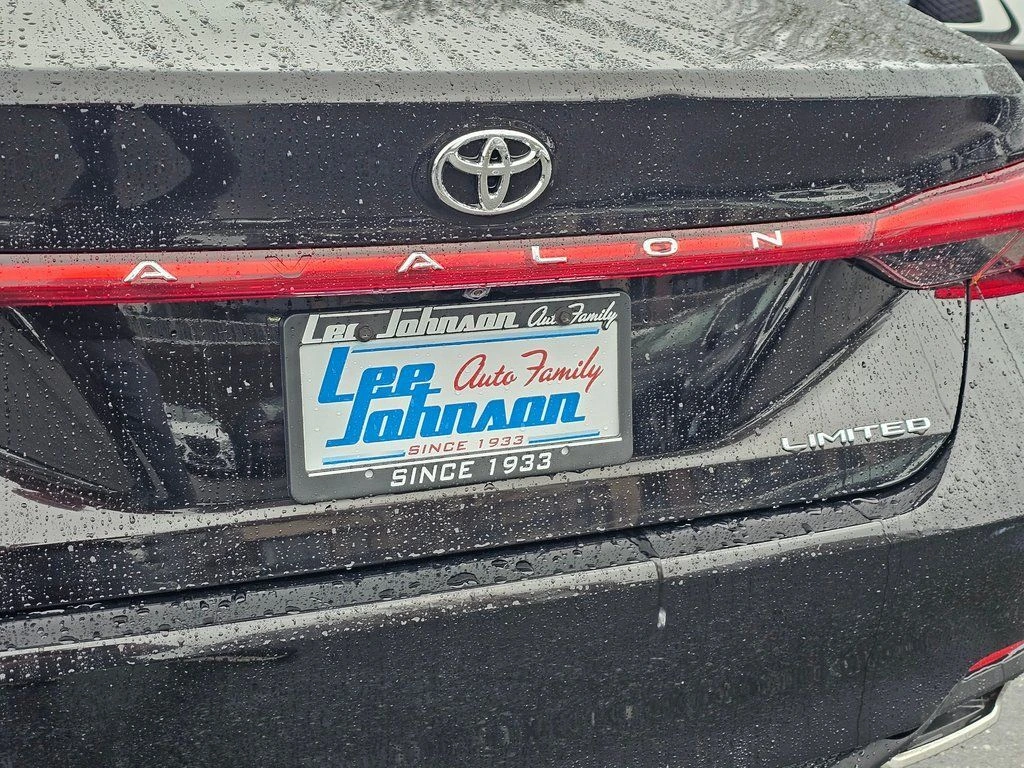 AVALON
Lee Johnson Auto Family
Lee Auto Family
Johnson
SINCE 1933
SINCE 1933
LIMITED